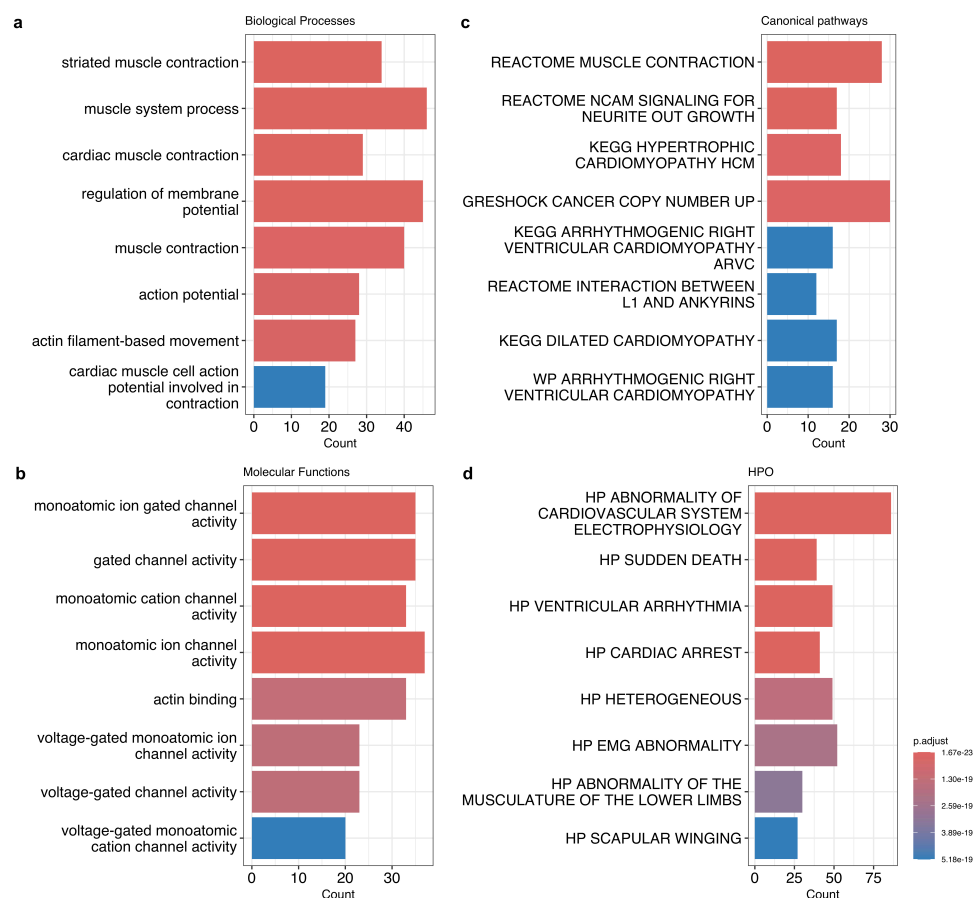 a
Biological Processes
striated muscle contraction
muscle system process
cardiac muscle contraction
regulation of membrane
potential
muscle contraction
action potential
actin filament-based movement
cardiac muscle cell action
potential involved in
contraction
0 10 20 30 40
Count
c
Canonical pathways
REACTOME MUSCLE CONTRACTION
REACTOME NCAM SIGNALING FOR
NEURITE OUT GROWTH
KEGG HYPERTROPHIC
CARDIOMYOPATHY HCM
GRESHOCK CANCER COPY NUMBER UP
KEGG ARRHYTHMOGENIC RIGHT
VENTRICULAR CARDIOMYOPATHY
ARVC
REACTOME INTERACTION BETWEEN
L1 AND ANKYRINS
KEGG DILATED CARDIOMYOPATHY
WP ARRHYTHMOGENIC RIGHT
VENTRICULAR CARDIOMYOPATHY
0 10 20 30
Count
b
Molecular Functions
monoatomic ion gated channel
activity
gated channel activity
monoatomic cation channel
activity
monoatomic ion channel
activity
actin binding
voltage-gated monoatomic ion
channel activity
voltage-gated channel activity
voltage-gated monoatomic
cation channel activity
0 10 20 30
Count
d
HPO
HP ABNORMALITY OF
CARDIOVASCULAR SYSTEM
ELECTROPHYSIOLOGY
HP SUDDEN DEATH
HP VENTRICULAR ARRHYTHMIA
HP CARDIAC ARREST
HP HETEROGENEOUS
HP EMG ABNORMALITY
HP ABNORMALITY OF THE
MUSCULATURE OF THE LOWER LIMBS
HP SCAPULAR WINGING
0 25 50 75
Count
p.adjust
1.67e-23
1.30e-19
2.59e-19
3.89e-19
5.18e-19